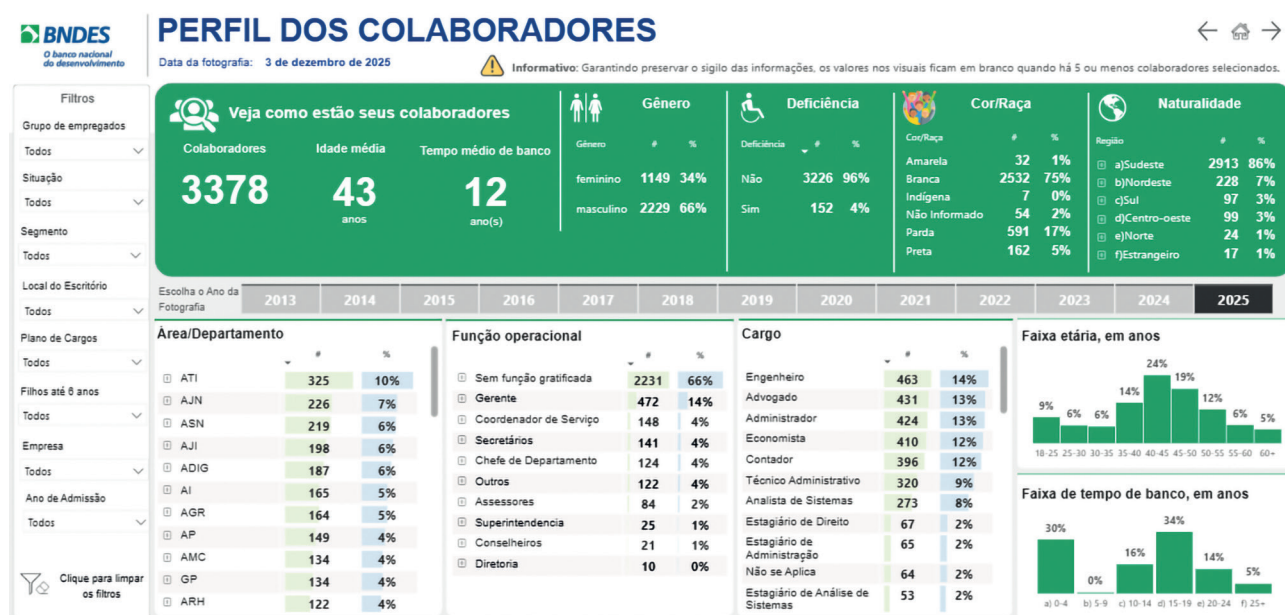 BNDES
O banco nacional
do desenvolvimento
PERFIL DOS COLABORADORES
Data da fotografia: 3 de dezembro de 2025
Informativo: Garantindo preservar o sigilo das informações, os valores nos visuais ficam em branco quando há 5 ou menos colaboradores selecionados.
Filtros
Grupo de empregados
Todos
Situação
Todos
Segmento
Todos
Local do Escritório
Todos
Plano de Cargos
Todos
Filhos até 6 anos
Todos
Empresa
Todos
Ano de Admissão
Todos
Clique para limpar
os filtros
Veja como estão seus colaboradores
Colaboradores
3378
Idade média
43
anos
Tempo médio de banco
12
ano(s)
Gênero
Gênero # %
feminino 1149 34%
masculino 2229 66%
Deficiência
Deficiência # %
Não 3226 96%
Sim 152 4%
Cor/Raça
Cor/Raça # %
Amarela 32 1%
Branca 2532 75%
Indígena 7 0%
Não Informado 54 2%
Parda 591 17%
Preta 162 5%
Naturalidade
Região # %
a)Sudeste 2913 86%
b)Nordeste 228 7%
c)Sul 97 3%
d)Centro-oeste 99 3%
e)Norte 24 1%
f)Estrangeiro 17 1%
Escolha o Ano da
Fotografia
2013 2014 2015 2016 2017 2018 2019 2020 2021 2022 2023 2024 2025
Área/Departamento
# %
ATI 325 10%
AJN 226 7%
ASN 219 6%
AJI 198 6%
ADIG 187 6%
AI 165 5%
AGR 164 5%
AP 149 4%
AMC 134 4%
GP 134 4%
ARH 122 4%
Função operacional
# %
Sem função gratificada 2231 66%
Gerente 472 14%
Coordenador de Serviço 148 4%
Secretários 141 4%
Chefe de Departamento 124 4%
Outros 122 4%
Assessores 84 2%
Superintendencia 25 1%
Conselheiros 21 1%
Diretoria 10 0%
Cargo
# %
Engenheiro 463 14%
Advogado 431 13%
Administrador 424 13%
Economista 410 12%
Contador 396 12%
Técnico Administrativo 320 9%
Analista de Sistemas 273 8%
Estagiário de Direito 67 2%
Estagiário de
Administração 65 2%
Não se Aplica 64 2%
Estagiário de Análise de
Sistemas 53 2%
Faixa etária, em anos
9% 6% 6% 14% 24% 19% 12% 6% 5%
18-25 25-30 30-35 35-40 40-45 45-50 50-55 55-60 60+
Faixa de tempo de banco, em anos
30% 0% 16% 34% 14% 5%
a) 0-4 b) 5-9 c) 10-14 d) 15-19 e) 20-24 f) 25+